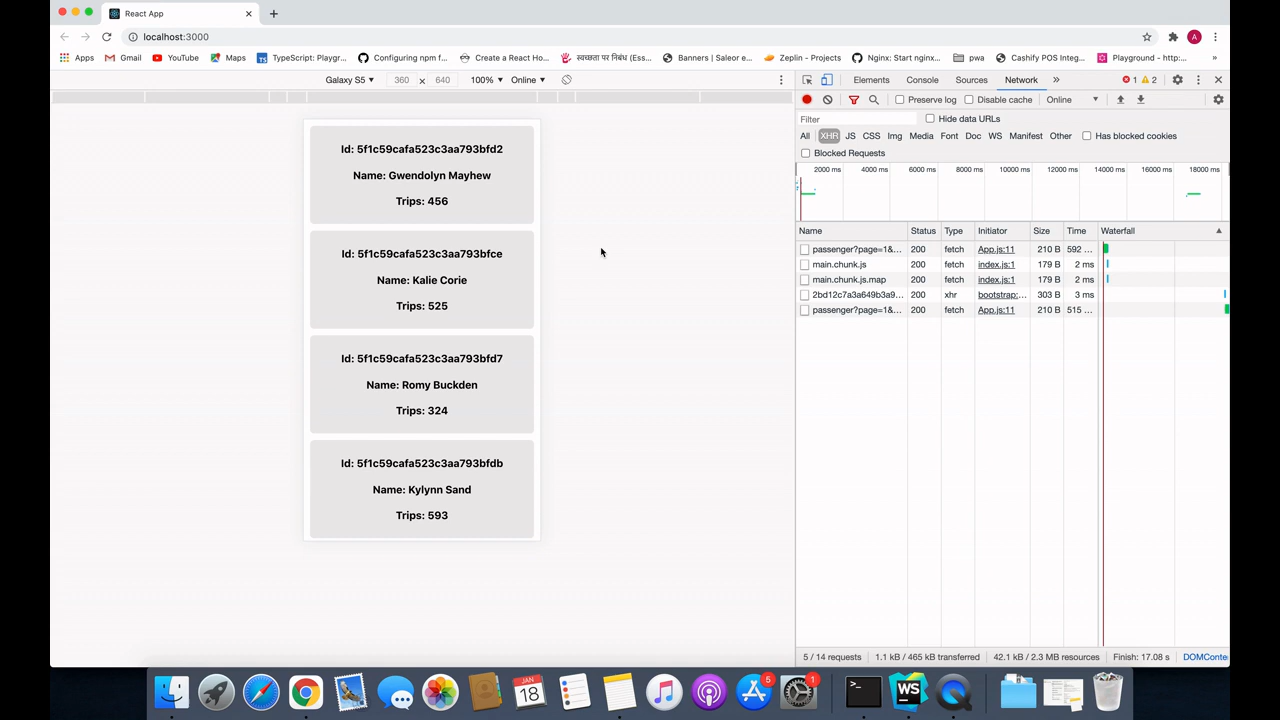 React App
localhost:3000
A
Apps Gmail YouTube Maps TypeScript: Playgr... Configuring npm f... Create a React Ho... स्वच्छता पर निबंध (Ess... Banners | Saleor e... Zeplin - Projects Nginx: Start nginx... pwa Cashify POS Integ... Playground - http:... »
Galaxy S5 ▼ 360 × 640 100% ▼ Online ▼
Elements Console Sources Network » 1 2
Preserve log Disable cache Online ▼
Filter Hide data URLs
All XHR JS CSS Img Media Font Doc WS Manifest Other Has blocked cookies
Blocked Requests
2000 ms 4000 ms 6000 ms 8000 ms 10000 ms 12000 ms 14000 ms 16000 ms 18000 ms
Name Status Type Initiator Size Time Waterfall
passenger?page=1&... 200 fetch App.js:11 210 B 592 ...
main.chunk.js 200 fetch index.js:1 179 B 2 ms
main.chunk.js.map 200 fetch index.js:1 179 B 2 ms
2bd12c7a3a649b3a9... 200 xhr bootstrap:... 303 B 3 ms
passenger?page=1&... 200 fetch App.js:11 210 B 515 ...
Id: 5f1c59cafa523c3aa793bfd2
Name: Gwendolyn Mayhew
Trips: 456
Id: 5f1c59cafa523c3aa793bfce
Name: Kalie Corie
Trips: 525
Id: 5f1c59cafa523c3aa793bfd7
Name: Romy Buckden
Trips: 324
Id: 5f1c59cafa523c3aa793bfdb
Name: Kylynn Sand
Trips: 593
5 / 14 requests 1.1 kB / 465 kB transferred 42.1 kB / 2.3 MB resources Finish: 17.08 s DOMConte
JAN
18
5
1
>_
WS